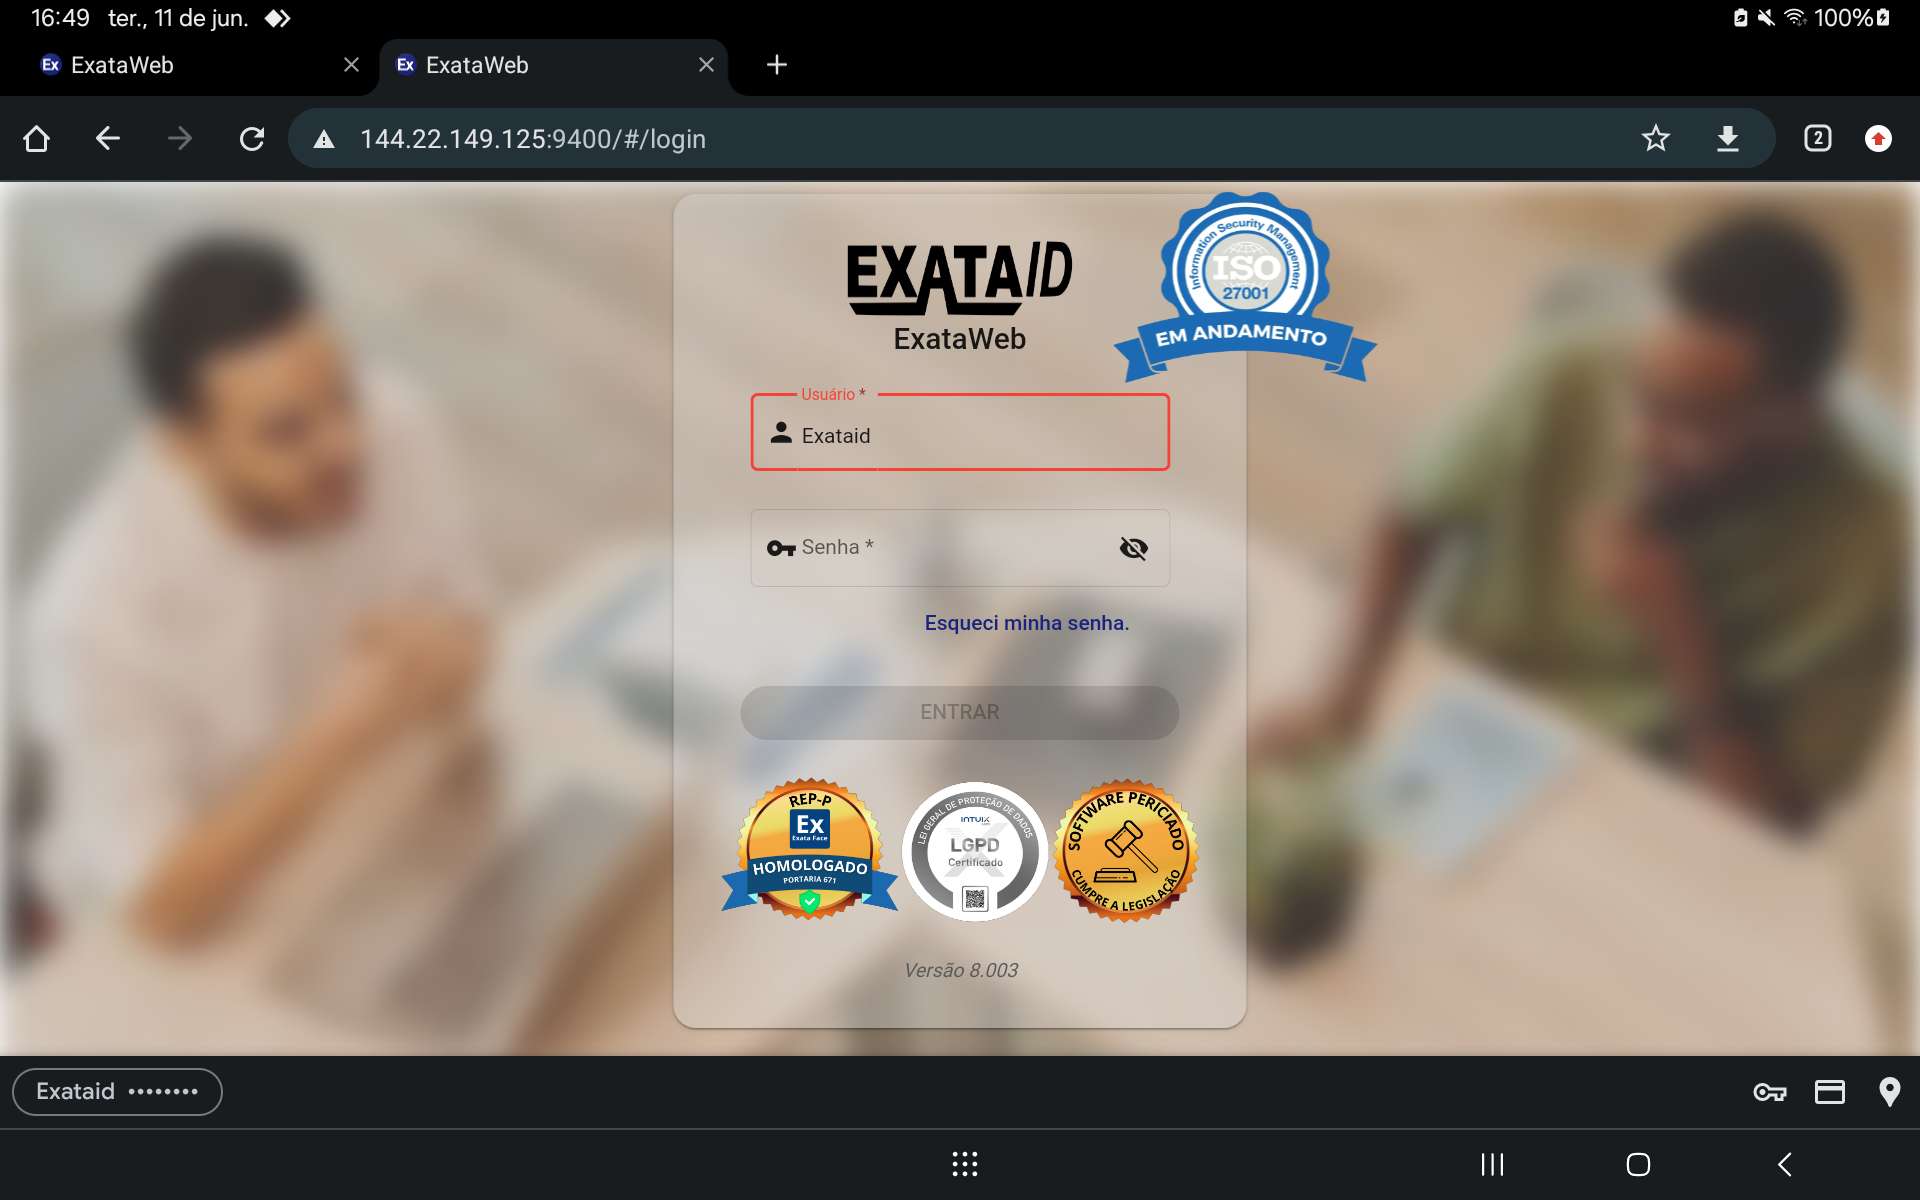 16:49 ter., 11 de jun.
100%
Ex ExataWeb
Ex ExataWeb
144.22.149.125:9400/#/login
2
EXATAID
ExataWeb
Information Security Management
ISO
27001
EM ANDAMENTO
Usuário *
Exataid
Senha *
Esqueci minha senha.
ENTRAR
REP-P
Ex
Exata Face
HOMOLOGADO
PORTARIA 671
LEI GERAL DE PROTEÇÃO DE DADOS
INTUIX
LGPD
Certificado
SOFTWARE PERICIADO
CUMPRE A LEGISLAÇÃO
Versão 8.003
Exataid ••••••••